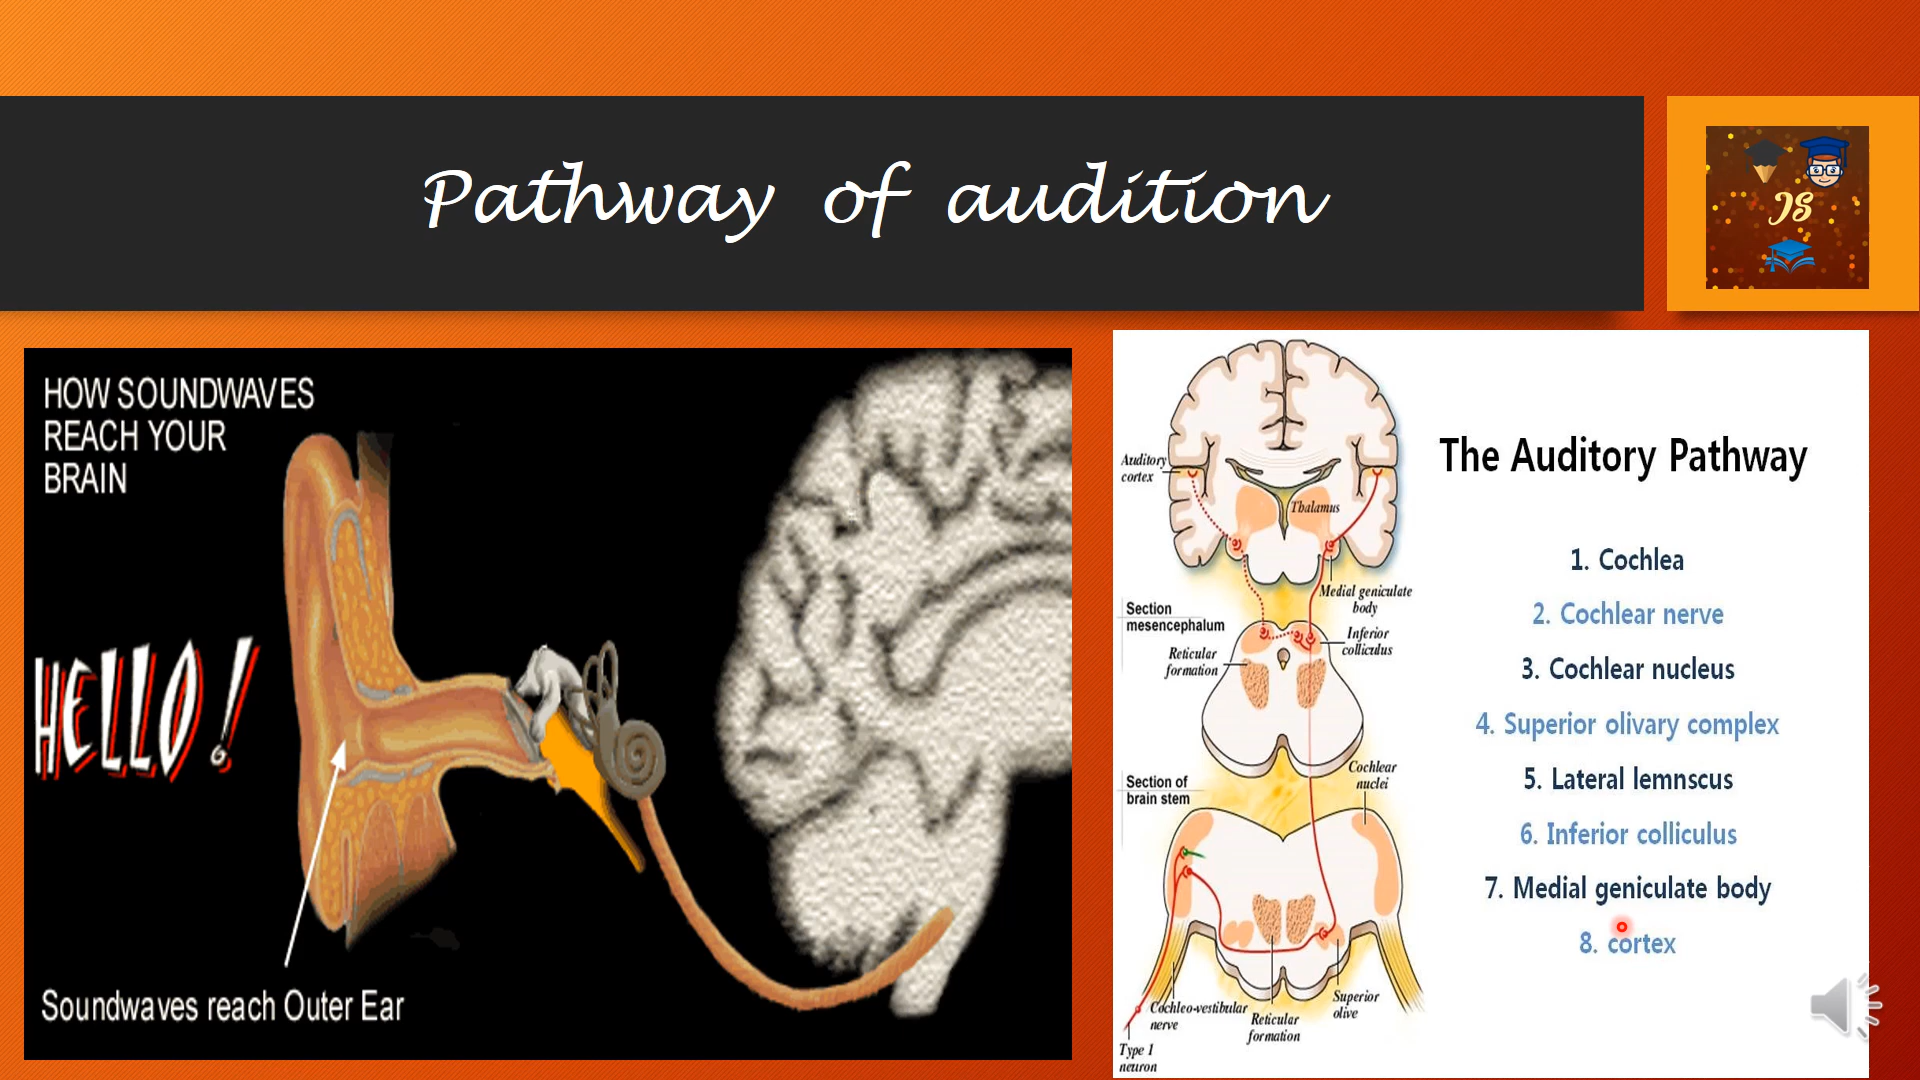 Pathway of audition
JS
HOW SOUNDWAVES
REACH YOUR
BRAIN
HELLO!
Soundwaves reach Outer Ear
The Auditory Pathway
1. Cochlea
2. Cochlear nerve
3. Cochlear nucleus
4. Superior olivary complex
5. Lateral lemnscus
6. Inferior colliculus
7. Medial geniculate body
8. cortex
Auditory
cortex
Thalamus
Medial geniculate
body
Section
mesencephalum
Inferior
colliculus
Reticular
formation
Cochlear
nuclei
Section of
brain stem
Cochleo-vestibular
nerve
Superior
olive
Reticular
formation
Type 1
neuron